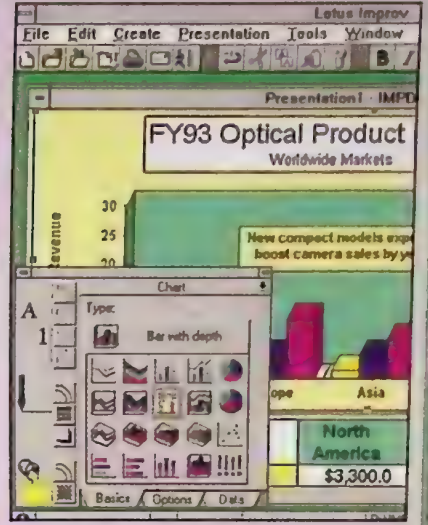 Lotus Improv
File Edit Create Presentation Tools Window
B I
Presentation1 - IMPD
FY93 Optical Product
Worldwide Markets
30
25
20
Revenue
New compact models exp
boost camera sales by ye
Chart
A
1
Type:
Bar with depth
ope Asia
North
America
$3,300.0
Basics Options Data